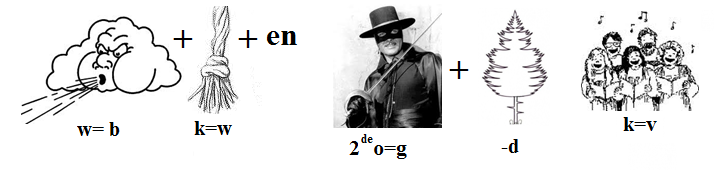 + + en +
w= b k=w 2de o=g -d k=v